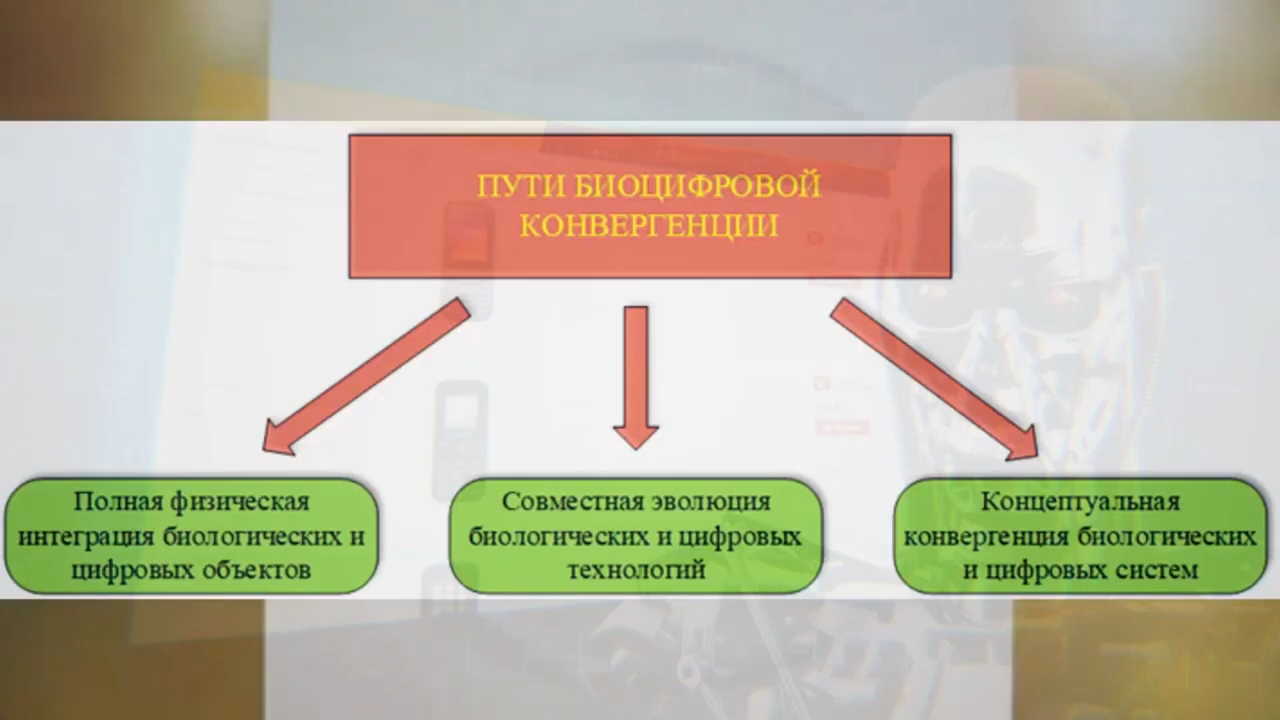 ПУТИ БИОЦИФРОВОЙ
КОНВЕРГЕНЦИИ
Полная физическая
интеграция биологических и
цифровых объектов
Совместная эволюция
биологических и цифровых
технологий
Концептуальная
конвергенция биологических
и цифровых систем